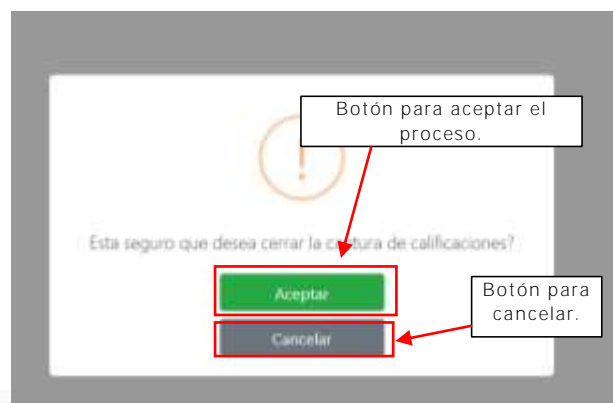 Botón para aceptar el
proceso.
!
Esta seguro que desea cerrar la captura de calificaciones?
Aceptar
Botón para
cancelar.
Cancelar